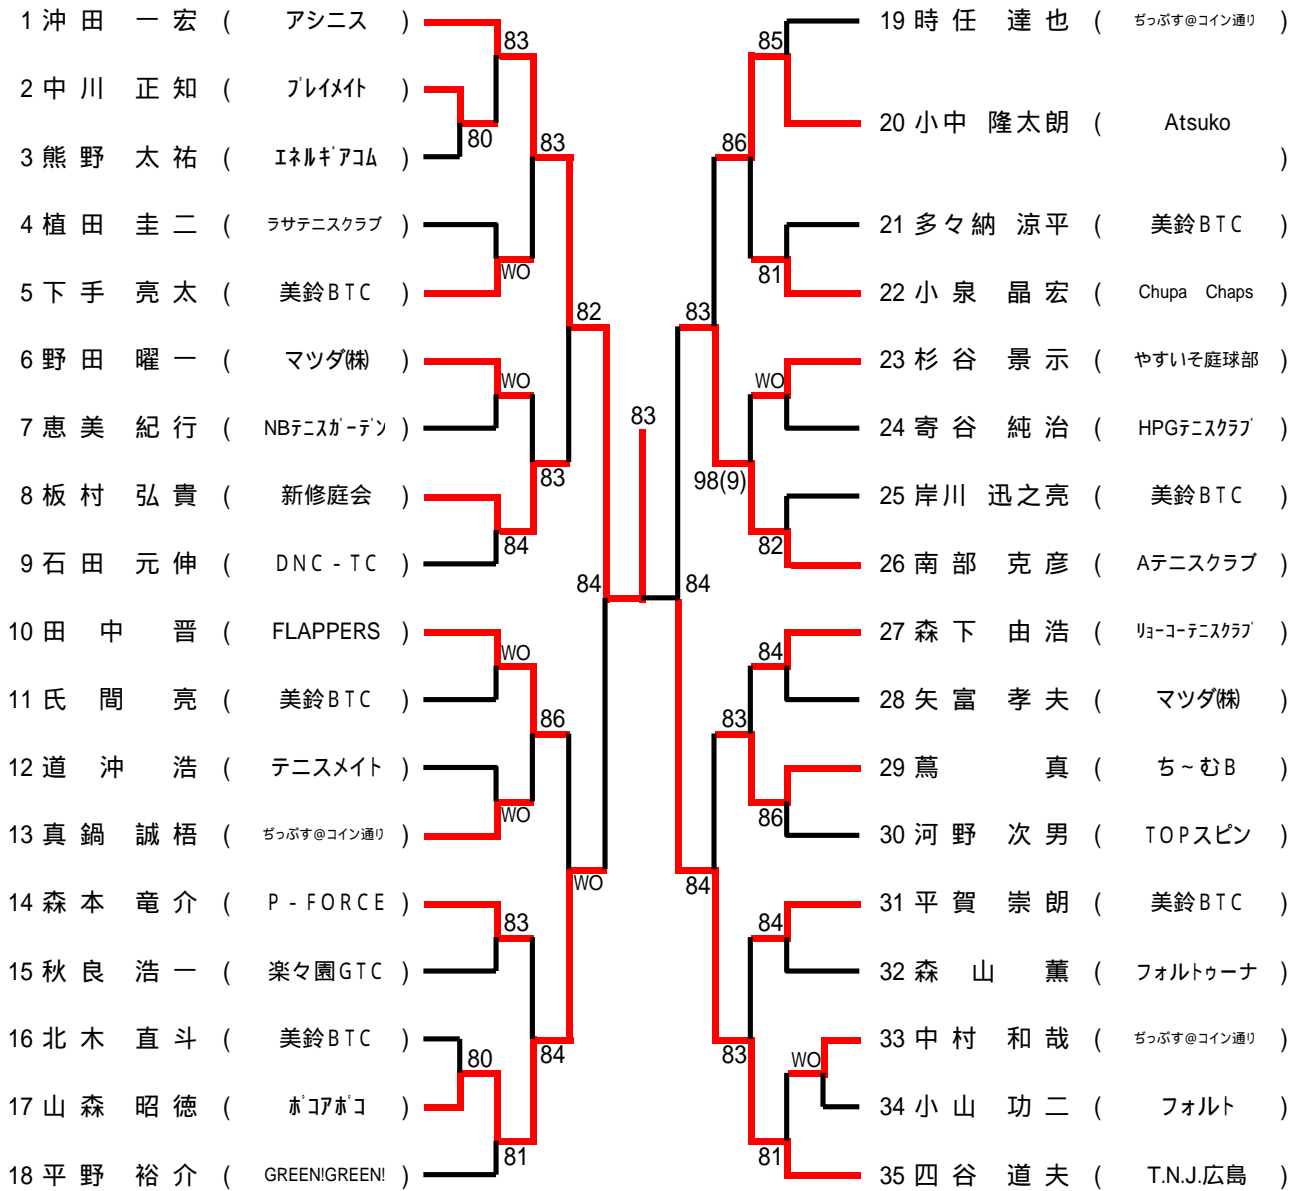 1 沖田 一宏 ( アシニス )
83
2 中川 正知 ( プレイメイト )
80
3 熊野 太祐 ( エネルギアコム )
83
4 植田 圭二 ( ラサテニスクラブ )
WO
5 下手 亮太 ( 美鈴BTC )
82
6 野田 曜一 ( マツダ㈱ )
WO
7 恵美 紀行 ( NBテニスガーデン )
83
8 板村 弘貴 ( 新修庭会 )
84
9 石田 元伸 ( DNC-TC )
84
10 田中 晋 ( FLAPPERS )
WO
11 氏間 亮 ( 美鈴BTC )
86
12 道沖 浩 ( テニスメイト )
WO
13 真鍋 誠梧 ( ぢっぷす@コイン通り )
WO
14 森本 竜介 ( P-FORCE )
83
15 秋良 浩一 ( 楽々園GTC )
84
16 北木 直斗 ( 美鈴BTC )
80
17 山森 昭徳 ( ポコアポコ )
81
18 平野 裕介 ( GREEN!GREEN! )
83
19 時任 達也 ( ぢっぷす@コイン通り )
85
20 小中 隆太朗 ( Atsuko )
86
21 多々納 涼平 ( 美鈴BTC )
81
22 小泉 晶宏 ( Chupa Chaps )
83
23 杉谷 景示 ( やすいそ庭球部 )
WO
24 寄谷 純治 ( HPGテニスクラブ )
98(9)
25 岸川 迅之亮 ( 美鈴BTC )
82
26 南部 克彦 ( Aテニスクラブ )
84
27 森下 由浩 ( リョーコーテニスクラブ )
84
28 矢富 孝夫 ( マツダ㈱ )
83
29 蔦 真 ( ち~むB )
86
30 河野 次男 ( TOPスピン )
84
31 平賀 崇朗 ( 美鈴BTC )
84
32 森山 薫 ( フォルトゥーナ )
83
33 中村 和哉 ( ぢっぷす@コイン通り )
WO
34 小山 功二 ( フォルト )
81
35 四谷 道夫 ( T.N.J.広島 )